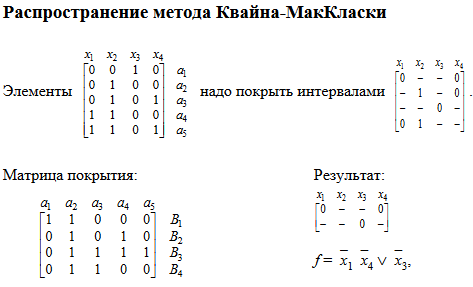 Распространение метода Квайна-МакКласки
x1 x2 x3 x4
0 0 1 0 a1
0 1 0 0 a2
0 1 0 1 a3
1 1 0 0 a4
1 1 0 1 a5
Элементы
надо покрыть интервалами
x1 x2 x3 x4
0 – – 0
– 1 – 0
– – 0 –
0 1 – –
.
Матрица покрытия:
a1 a2 a3 a4 a5
1 1 0 0 0 B1
0 1 0 1 0 B2
0 1 1 1 1 B3
0 1 1 0 0 B4
Результат:
x1 x2 x3 x4
0 – – 0
– – 0 –
f = x̅1 x̅4 ∨ x̅3,